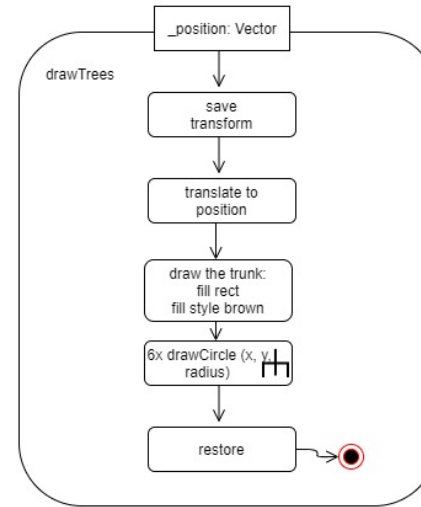 _position: Vector
drawTrees
save
transform
translate to
position
draw the trunk:
fill rect
fill style brown
6x drawCircle (x, y,
radius)
restore